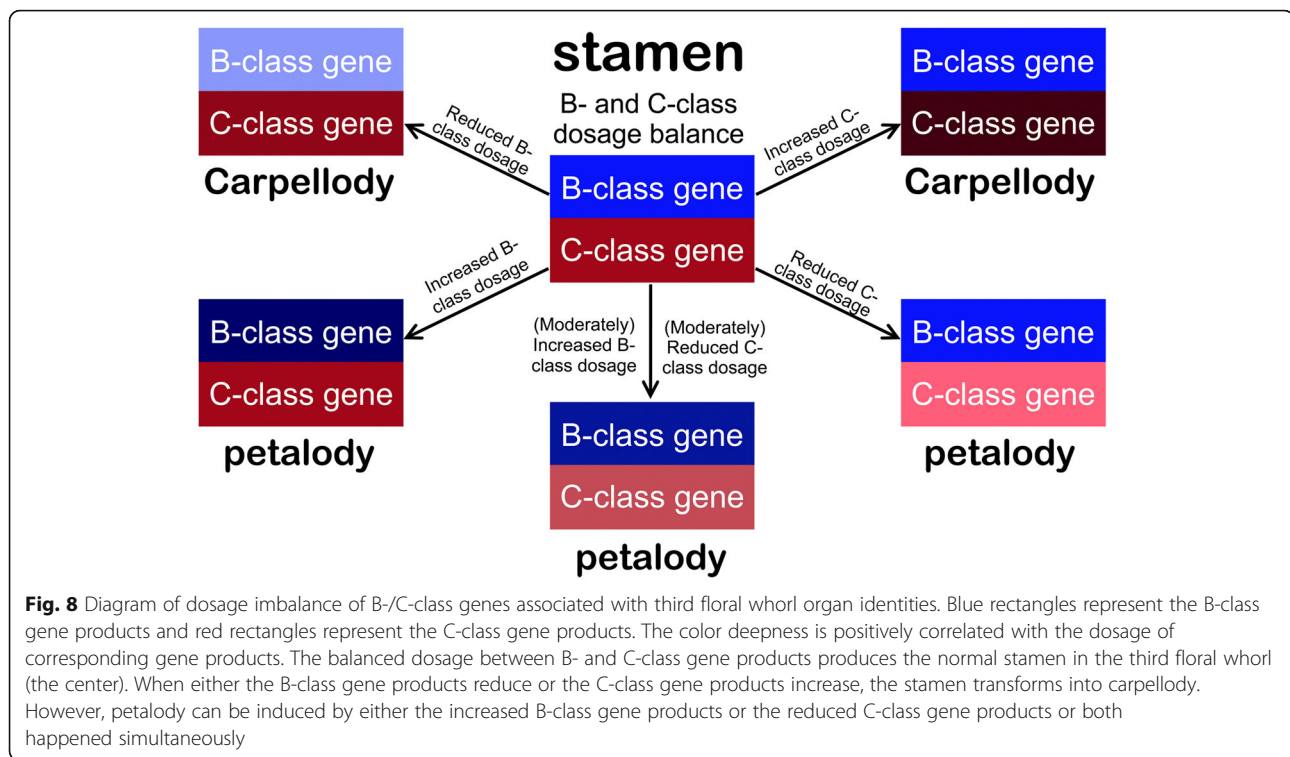 stamen
B- and C-class
dosage balance
B-class gene
C-class gene
B-class gene
C-class gene
Carpellody
Reduced B-
class dosage
Increased C-
class dosage
B-class gene
C-class gene
Carpellody
Increased B-
class dosage
B-class gene
C-class gene
petalody
(Moderately)
Increased B-
class dosage
(Moderately)
Reduced C-
class dosage
B-class gene
C-class gene
petalody
Reduced C-
class dosage
B-class gene
C-class gene
petalody
Fig. 8 Diagram of dosage imbalance of B-/C-class genes associated with third floral whorl organ identities. Blue rectangles represent the B-class
gene products and red rectangles represent the C-class gene products. The color deepness is positively correlated with the dosage of
corresponding gene products. The balanced dosage between B- and C-class gene products produces the normal stamen in the third floral whorl
(the center). When either the B-class gene products reduce or the C-class gene products increase, the stamen transforms into carpellody.
However, petalody can be induced by either the increased B-class gene products or the reduced C-class gene products or both
happened simultaneously